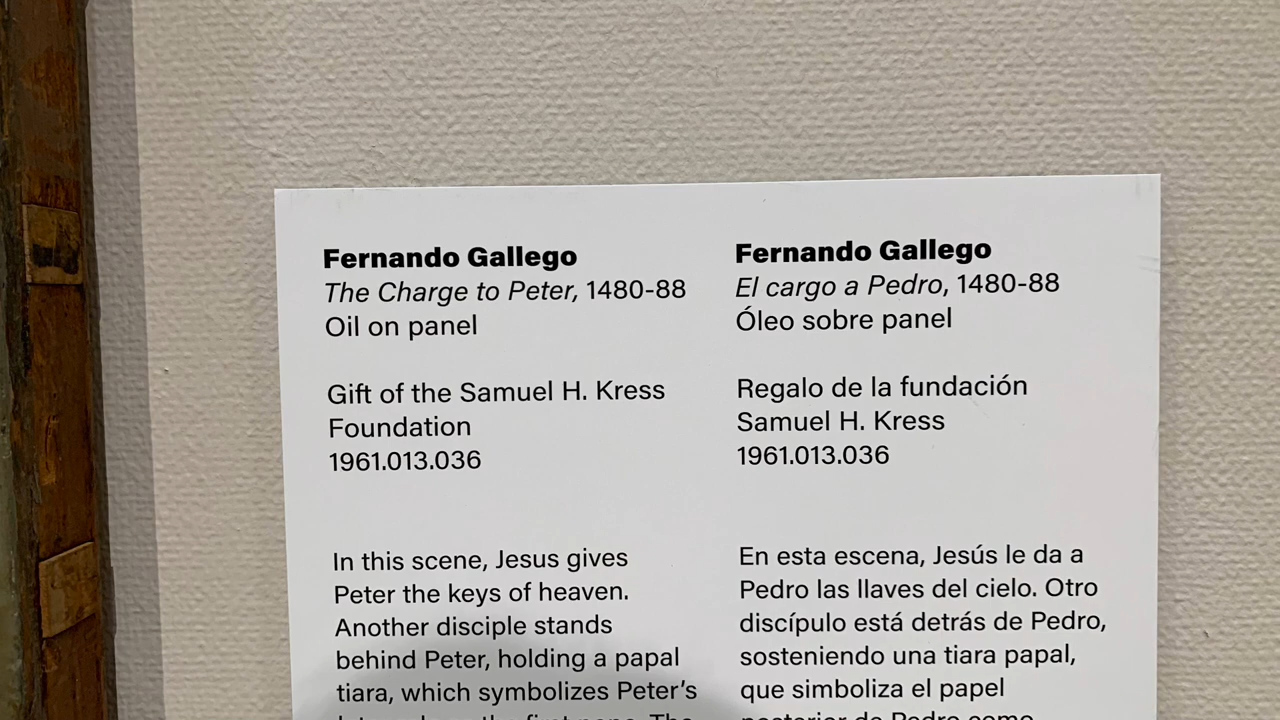 Fernando Gallego
The Charge to Peter, 1480-88
Oil on panel
Gift of the Samuel H. Kress
Foundation
1961.013.036
In this scene, Jesus gives
Peter the keys of heaven.
Another disciple stands
behind Peter, holding a papal
tiara, which symbolizes Peter’s
Fernando Gallego
El cargo a Pedro, 1480-88
Óleo sobre panel
Regalo de la fundación
Samuel H. Kress
1961.013.036
En esta escena, Jesús le da a
Pedro las llaves del cielo. Otro
discípulo está detrás de Pedro,
sosteniendo una tiara papal,
que simboliza el papel
posterior de Pedro como